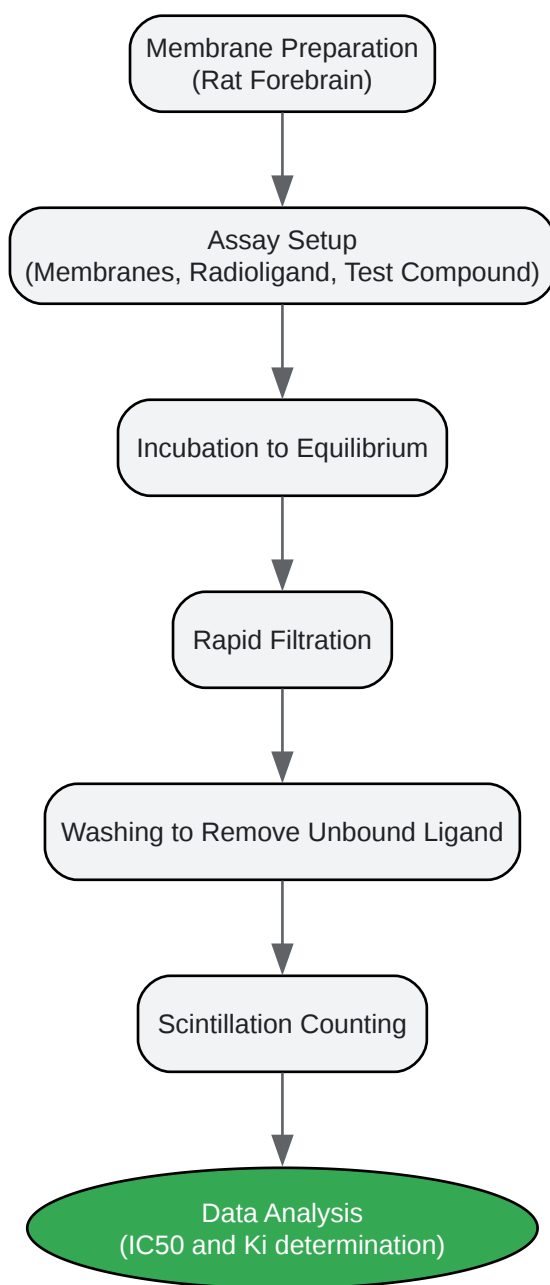 Membrane Preparation
(Rat Forebrain)
Assay Setup
(Membranes, Radioligand, Test Compound)
Incubation to Equilibrium
Rapid Filtration
Washing to Remove Unbound Ligand
Scintillation Counting
Data Analysis
(IC50 and Ki determination)